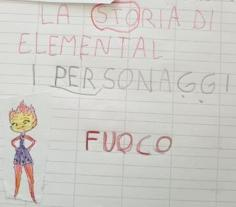 LA STORIA DI
ELEMENTAL
I PERSONAGGI
FUOCO